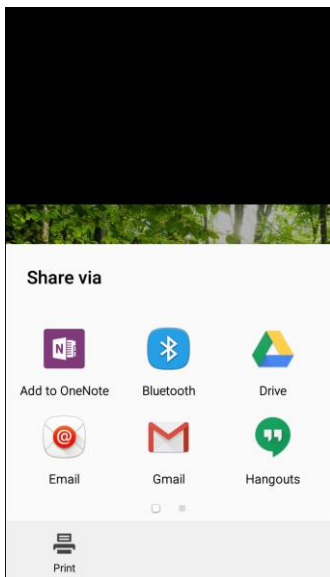 Share via
Add to OneNote
Bluetooth
Drive
Email
Gmail
Hangouts
Print